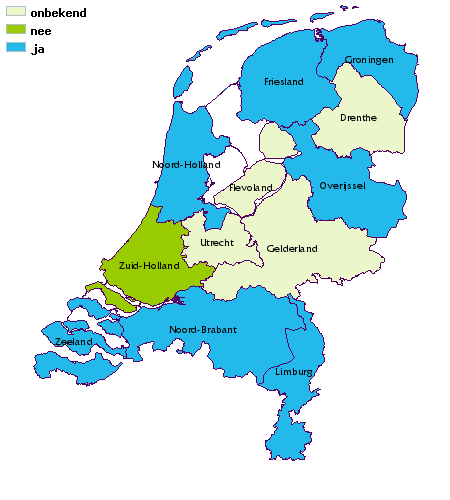 onbekend
nee
ja
Groningen
Friesland
Drenthe
Noord-Holland
Flevoland
Overijssel
Utrecht
Gelderland
Zuid-Holland
Noord-Brabant
Zeeland
Limburg